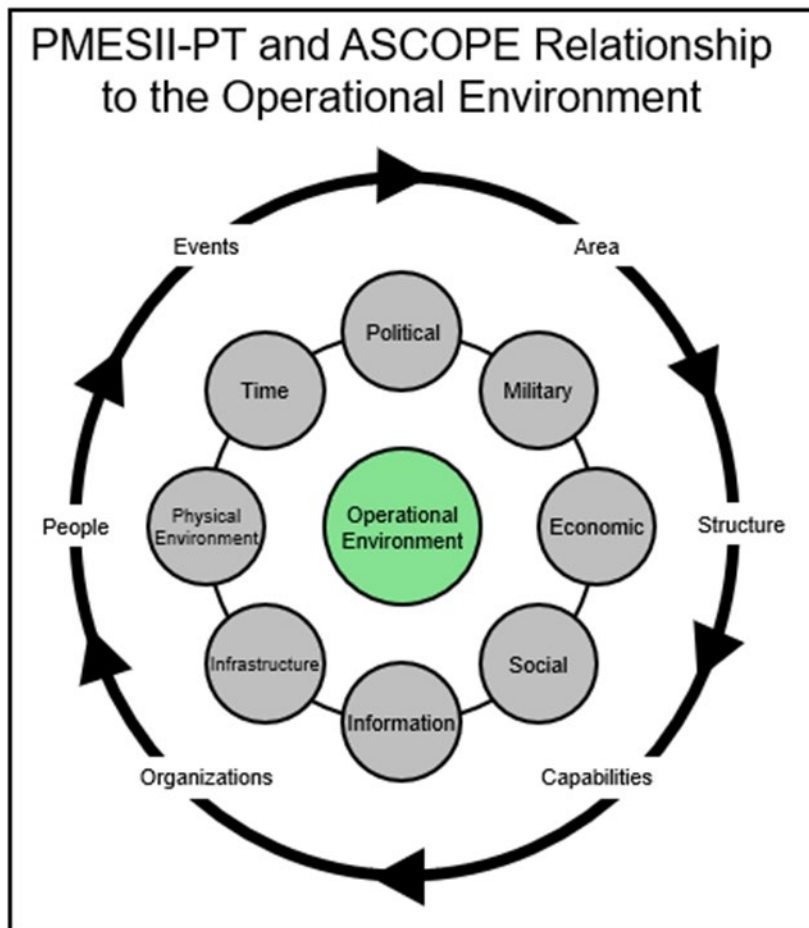 PMESII-PT and ASCOPE Relationship
to the Operational Environment
Events
Area
Political
Time
Military
People
Physical
Environment
Operational
Environment
Economic
Structure
Infrastructure
Social
Information
Organizations
Capabilities